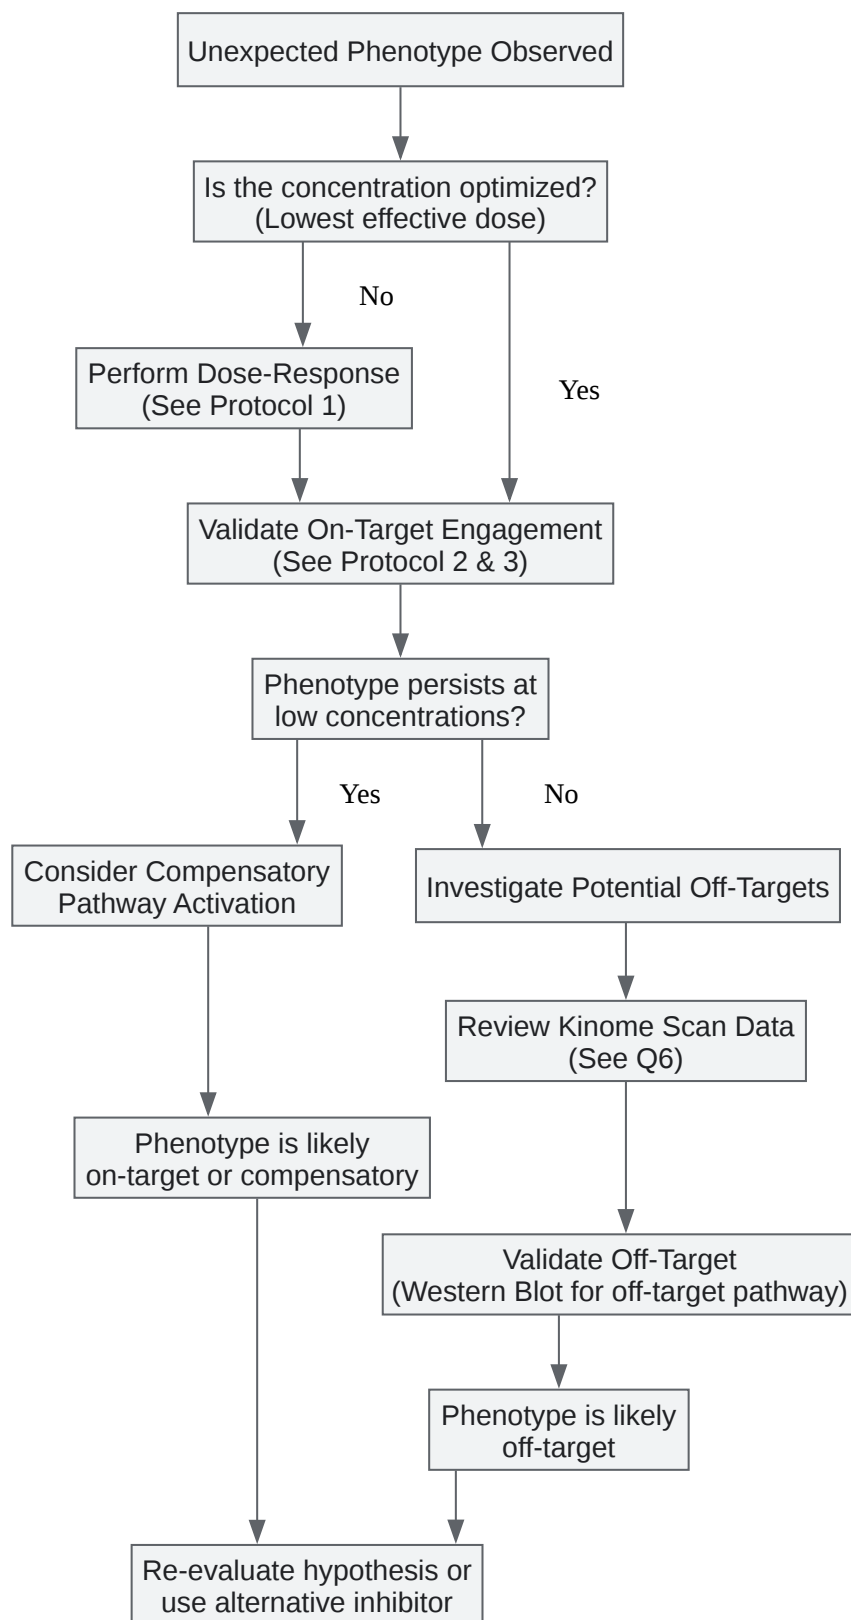 Unexpected Phenotype Observed
Is the concentration optimized?
(Lowest effective dose)
No
Perform Dose-Response
(See Protocol 1)
Yes
Validate On-Target Engagement
(See Protocol 2 & 3)
Phenotype persists at
low concentrations?
Yes
No
Consider Compensatory
Pathway Activation
Investigate Potential Off-Targets
Review Kinome Scan Data
(See Q6)
Phenotype is likely
on-target or compensatory
Validate Off-Target
(Western Blot for off-target pathway)
Phenotype is likely
off-target
Re-evaluate hypothesis or
use alternative inhibitor